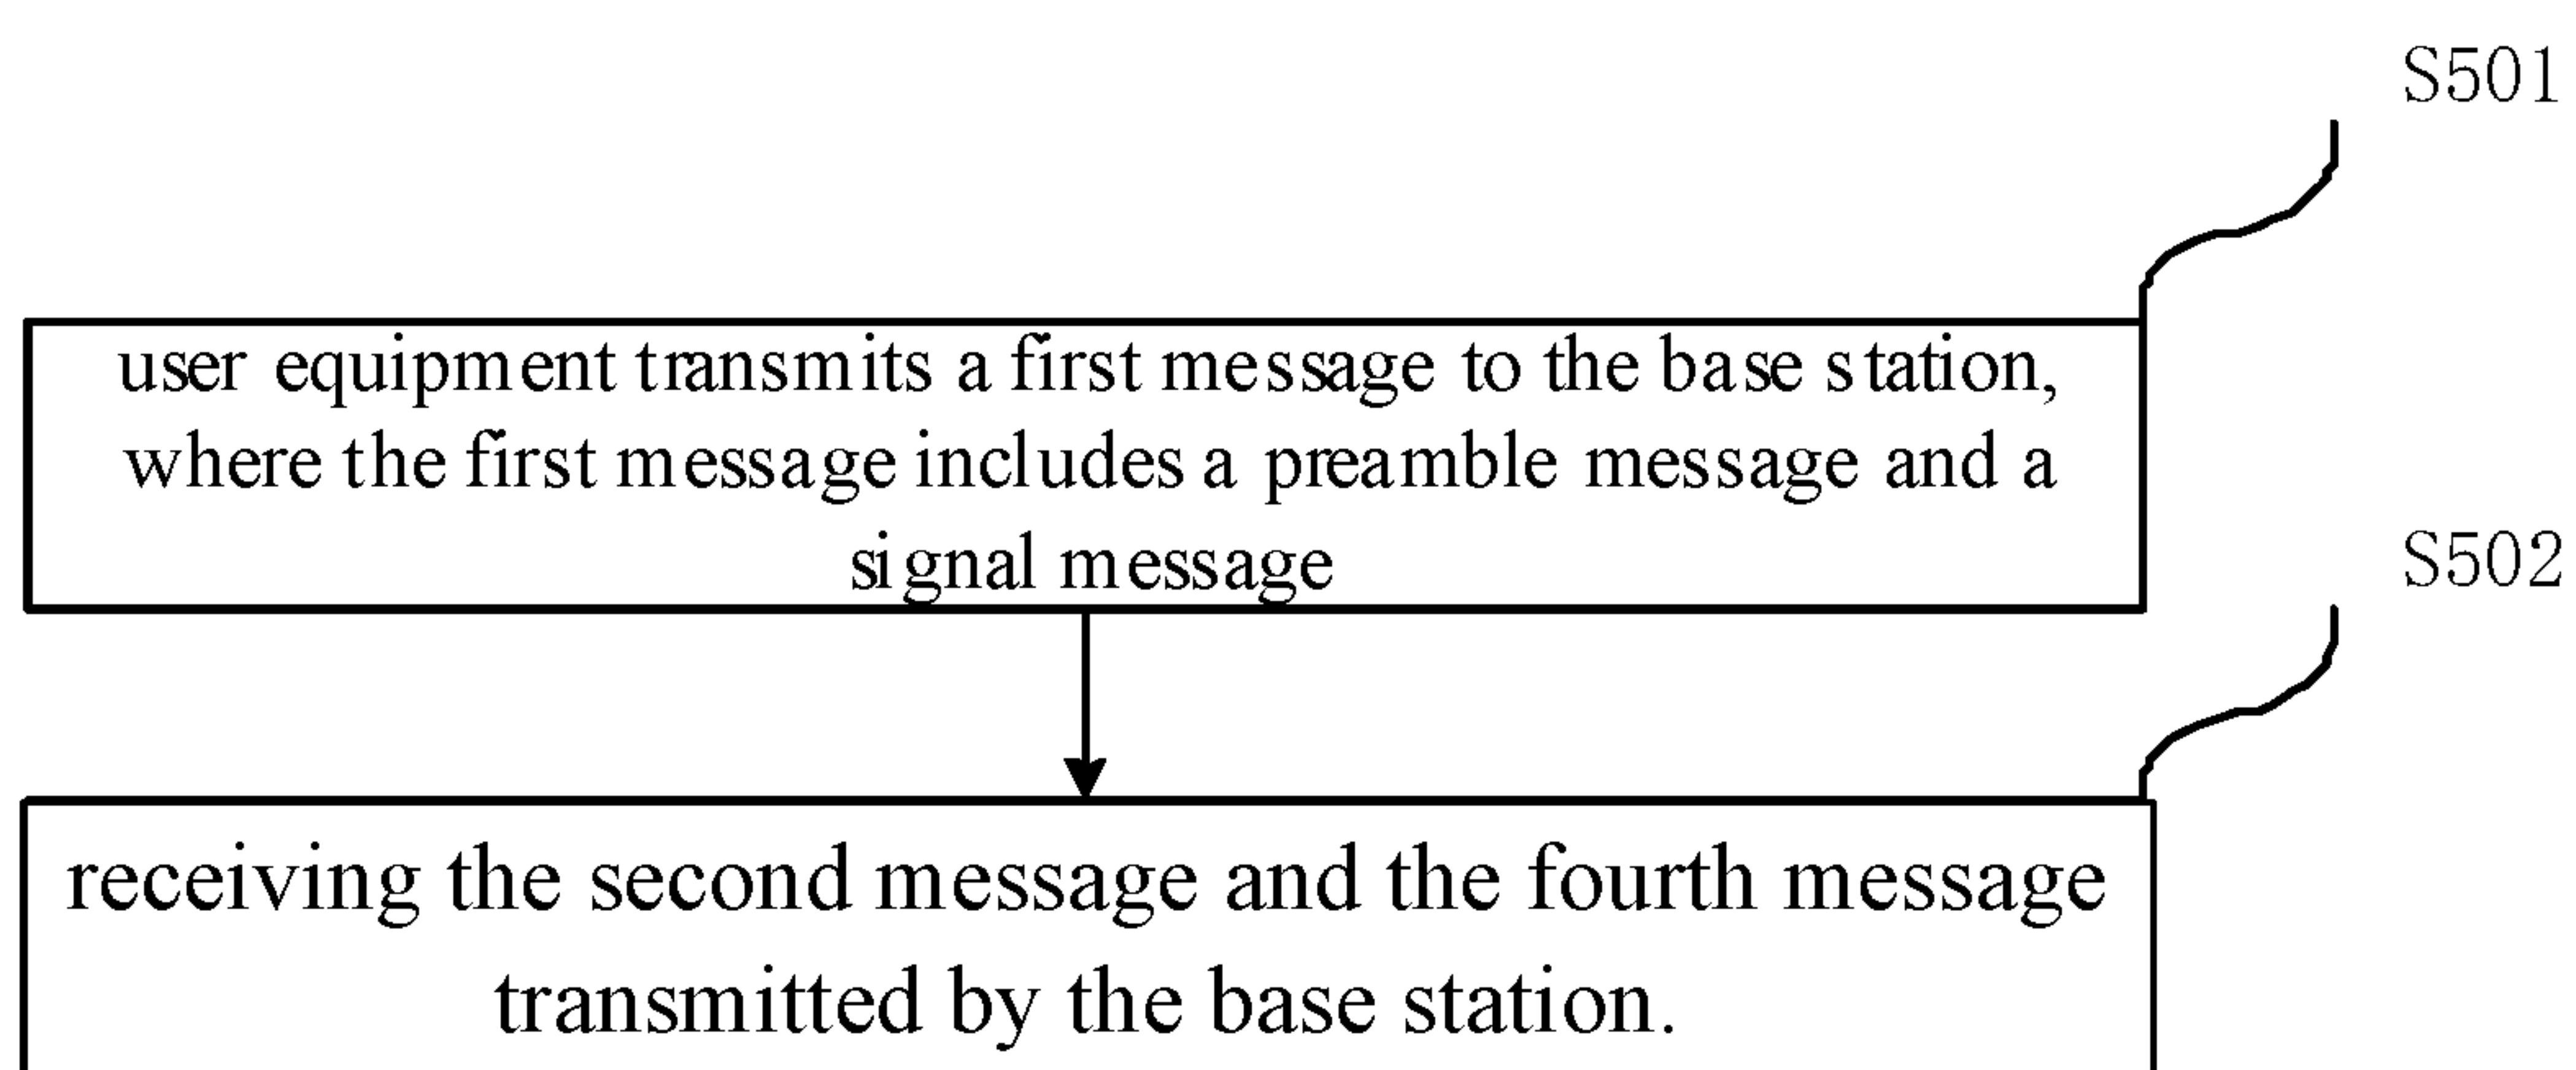 S501
user equipment transmits a first message to the base station,
where the first message includes a preamble message and a
signal message
S502
receiving the second message and the fourth message
transmitted by the base station.